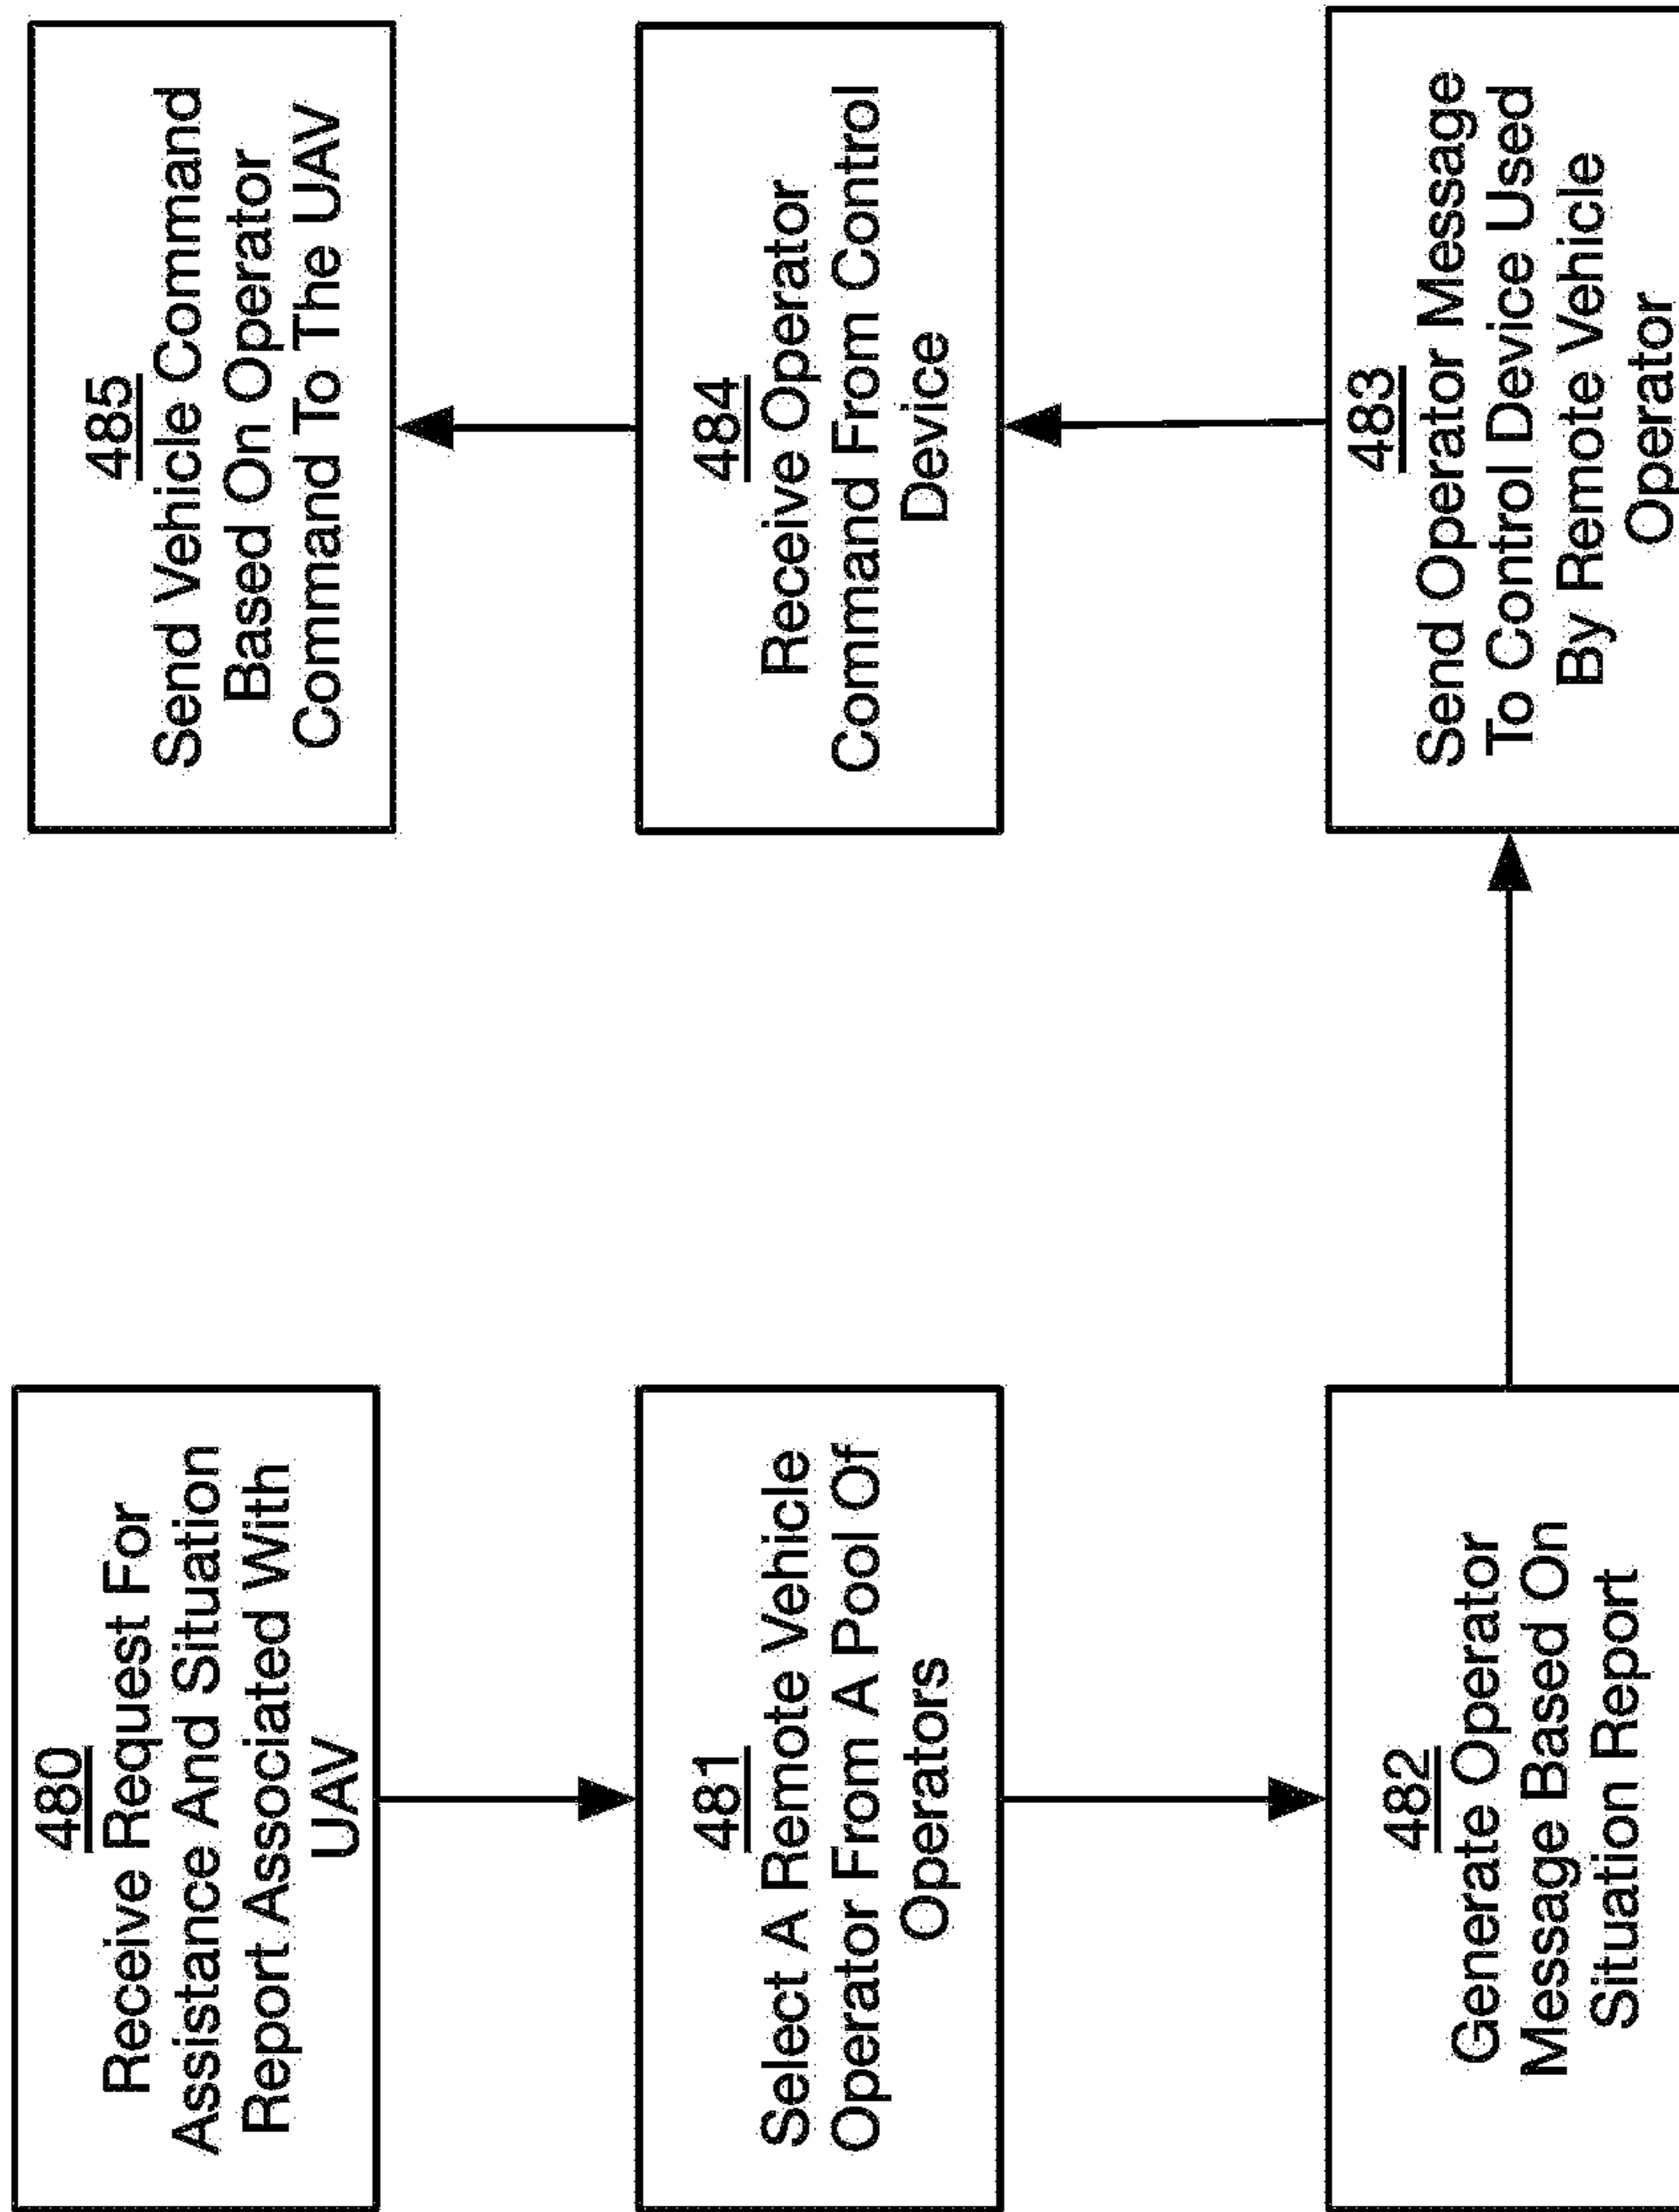 480
Receive Request For
Assistance And Situation
Report Associated With
UAV
481
Select A Remote Vehicle
Operator From A Pool Of
Operators
482
Generate Operator
Message Based On
Situation Report
483
Send Operator Message
To Control Device Used
By Remote Vehicle
Operator
484
Receive Operator
Command From Control
Device
485
Send Vehicle Command
Based On Operator
Command To The UAV